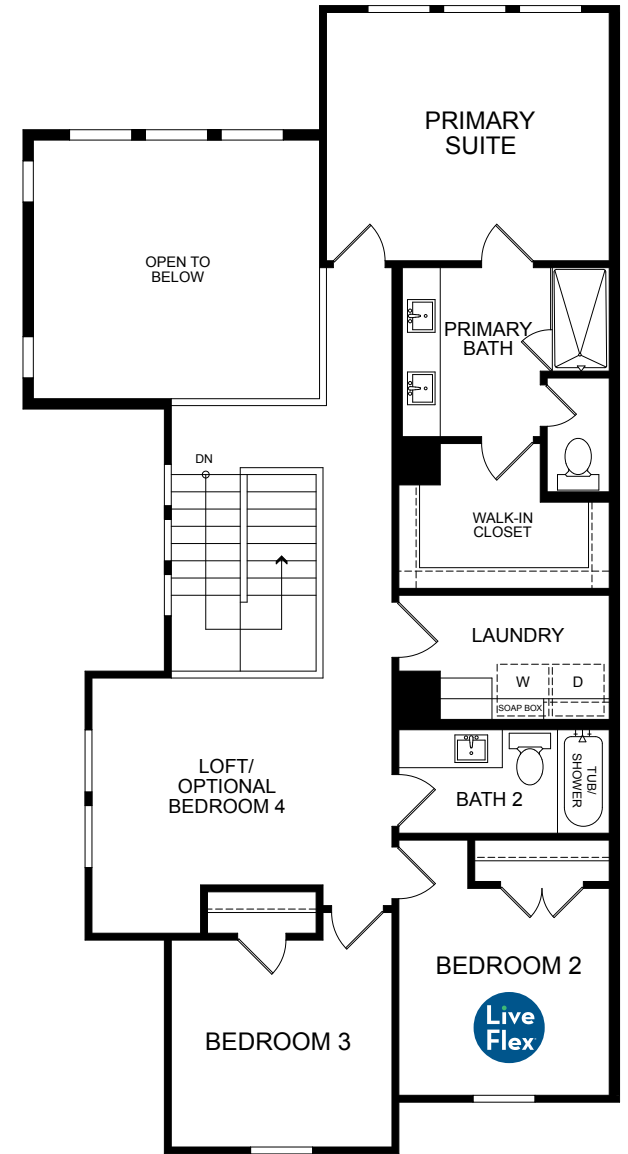 PRIMARY
SUITE
OPEN TO
BELOW
PRIMARY
BATH
DN
WALK-IN
CLOSET
LAUNDRY
W
D
SOAP BOX
LOFT/
OPTIONAL
BEDROOM 4
BATH 2
TUB/
SHOWER
BEDROOM 2
Live
Flex
BEDROOM 3